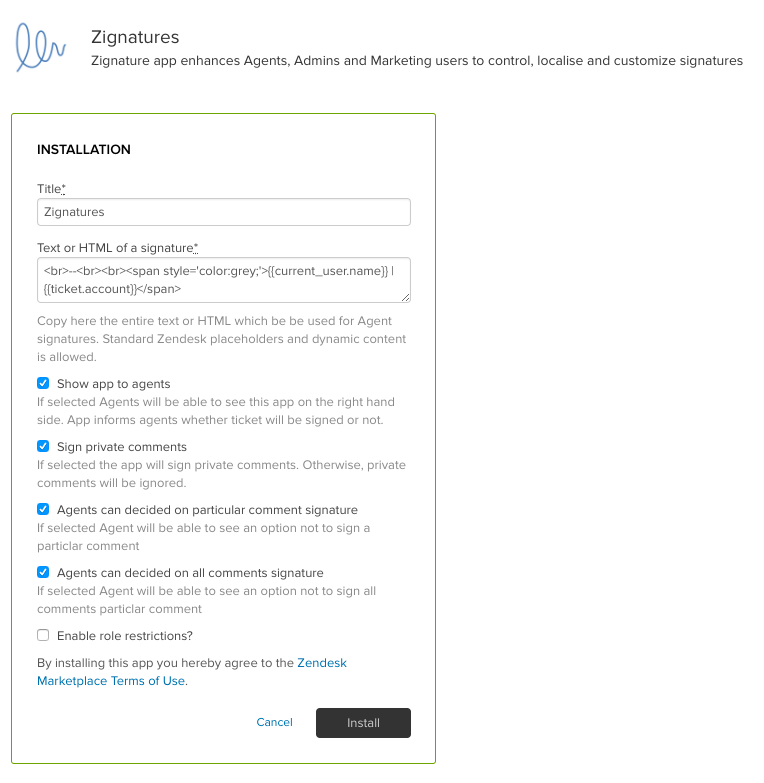 Zignatures
Zignature app enhances Agents, Admins and Marketing users to control, localise and customize signatures
INSTALLATION
Title*
Zignatures
Text or HTML of a signature*
<br>--<br><br><span style='color:grey;'>{{current_user.name}} |
{{ticket.account}}</span>
Copy here the entire text or HTML which be be used for Agent
signatures. Standard Zendesk placeholders and dynamic content
is allowed.
Show app to agents
If selected Agents will be able to see this app on the right hand
side. App informs agents whether ticket will be signed or not.
Sign private comments
If selected the app will sign private comments. Otherwise, private
comments will be ignored.
Agents can decided on particular comment signature
If selected Agent will be able to see an option not to sign a
particlar comment
Agents can decided on all comments signature
If selected Agent will be able to see an option not to sign all
comments particlar comment
Enable role restrictions?
By installing this app you hereby agree to the Zendesk
Marketplace Terms of Use.
Cancel
Install